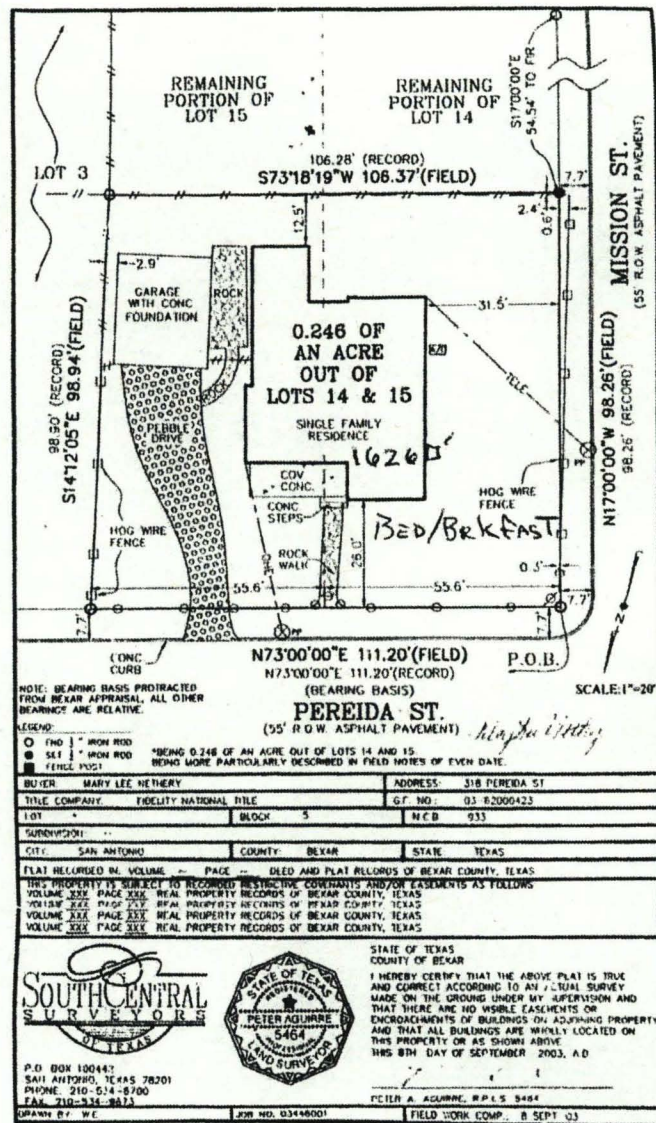 REMAINING
PORTION OF
LOT 15
REMAINING
PORTION OF
LOT 14
S17°00'00"E
54.54' TO FIR
LOT 3
106.28' (RECORD)
S73°18'19"W 106.37'(FIELD)
7.7'
2.4'
0.6'
12.5'
MISSION ST.
(55' R.O.W. ASPHALT PAVEMENT)
2.9'
GARAGE
WITH CONC
FOUNDATION
ROCK
31.5'
0.246 OF
AN ACRE
OUT OF
LOTS 14 & 15
SINGLE FAMILY
RESIDENCE
1626
TELE
PP
98.90' (RECORD)
S14°12'05"E 98.94'(FIELD)
N17°00'00"W 98.26'(FIELD)
98.26' (RECORD)
PEBBLE
DRIVE
COV
CONC.
CONC
STEPS
HOG WIRE
FENCE
HOG WIRE
FENCE
BED/BRKFAST
ROCK
WALK
26.0'
OHE
55.6'
55.6'
0.3'
7.7'
7.7'
7.7'
PP
CONC
CURB
N73°00'00"E 111.20'(FIELD)
N73°00'00"E 111.20'(RECORD)
(BEARING BASIS)
P.O.B.
N
SCALE:1"=20'
NOTE: BEARING BASIS PROTRACTED
FROM BEXAR APPRAISAL, ALL OTHER
BEARINGS ARE RELATIVE.
PEREIDA ST.
(55' R.O.W. ASPHALT PAVEMENT)
LEGEND:
FND ½" IRON ROD
SET ½" IRON ROD
FENCE POST
*BEING 0.246 OF AN ACRE OUT OF LOTS 14 AND 15
BEING MORE PARTICULARLY DESCRIBED IN FIELD NOTES OF EVEN DATE.
BUYER: MARY LEE NETHERY
ADDRESS: 318 PEREIDA ST
TITLE COMPANY: FIDELITY NATIONAL TITLE
G.F. NO.: 03-82000423
LOT *
BLOCK 5
N.C.B. 933
SUBDIVISION: --
CITY: SAN ANTONIO
COUNTY: BEXAR
STATE TEXAS
PLAT RECORDED IN, VOLUME -- PAGE -- DEED AND PLAT RECORDS OF BEXAR COUNTY, TEXAS
THIS PROPERTY IS SUBJECT TO RECORDED RESTRICTIVE COVENANTS AND/OR EASEMENTS AS FOLLOWS
VOLUME XXX PAGE XXX REAL PROPERTY RECORDS OF BEXAR COUNTY, TEXAS
VOLUME XXX PAGE XXX REAL PROPERTY RECORDS OF BEXAR COUNTY, TEXAS
VOLUME XXX PAGE XXX REAL PROPERTY RECORDS OF BEXAR COUNTY, TEXAS
VOLUME XXX PAGE XXX REAL PROPERTY RECORDS OF BEXAR COUNTY, TEXAS
SOUTHCENTRAL
SURVEYORS
OF TEXAS
P.O. BOX 100443
SAN ANTONIO, TEXAS 78201
PHONE. 210-534-8700
FAX. 210-534-9673
STATE OF TEXAS
REGISTERED
PETER AGUIRRE
5464
LAND SURVEYOR
STATE OF TEXAS
COUNTY OF BEXAR
I HEREBY CERTIFY THAT THE ABOVE PLAT IS TRUE
AND CORRECT ACCORDING TO AN ACTUAL SURVEY
MADE ON THE GROUND UNDER MY SUPERVISION AND
THAT THERE ARE NO VISIBLE EASEMENTS OR
ENCROACHMENTS OF BUILDINGS ON ADJOINING PROPERTY
AND THAT ALL BUILDINGS ARE WHOLLY LOCATED ON
THIS PROPERTY OR AS SHOWN ABOVE
THIS 8TH DAY OF SEPTEMBER 2003, A.D
PETER A. AGUIRRE, R.P.L.S 5464
DRAWN BY: W.E.
JOB NO. 03448001
FIELD WORK COMP.. 8 SEPT 03